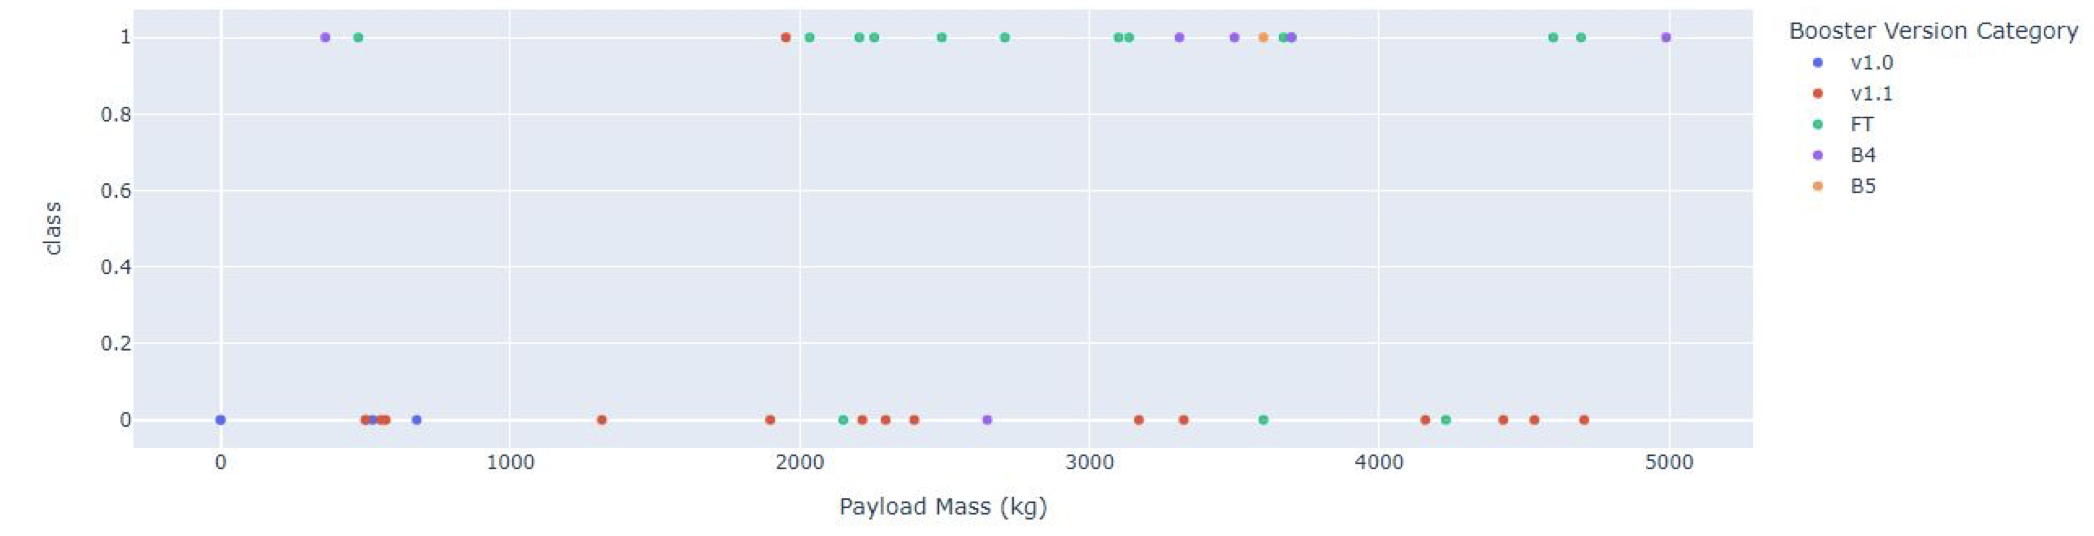 1
0.8
0.6
0.4
0.2
0
class
0 1000 2000 3000 4000 5000
Payload Mass (kg)
Booster Version Category
v1.0
v1.1
FT
B4
B5